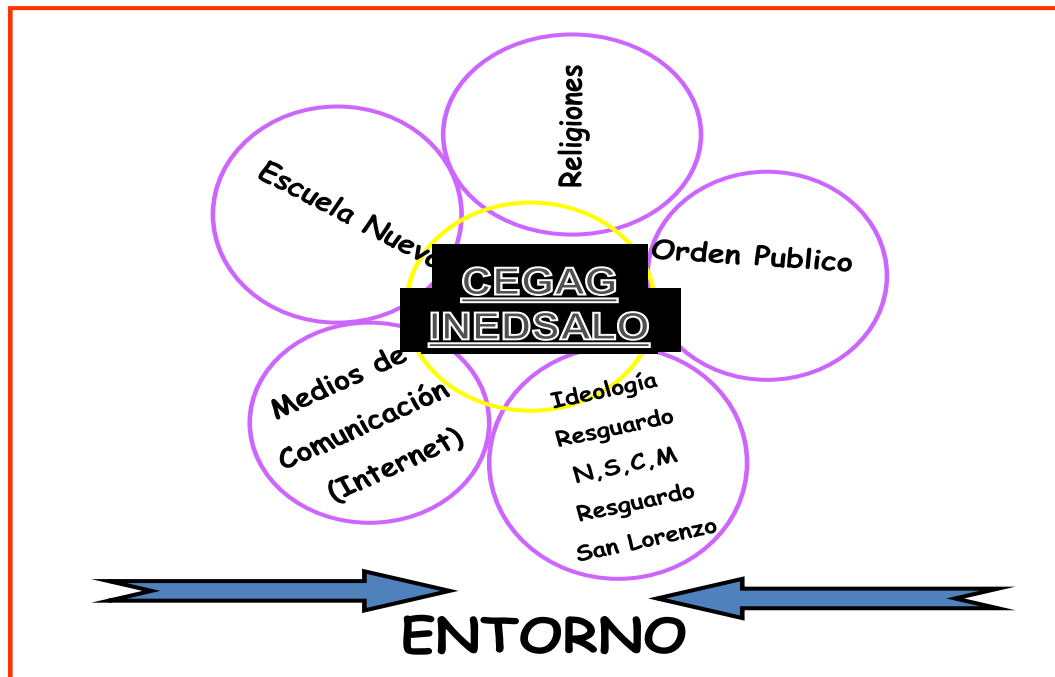 Religiones
Escuela Nueva
Orden Publico
CEGAG
INEDSALO
Medios de
Comunicación
(Internet)
Ideología
Resguardo
N,S,C,M
Resguardo
San Lorenzo
ENTORNO